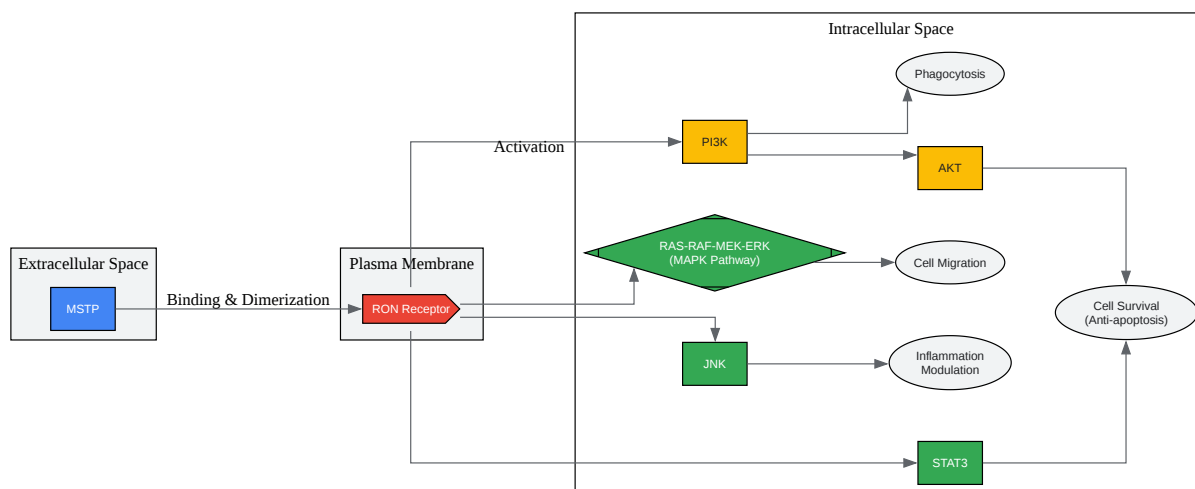 Intracellular Space
Phagocytosis
Activation
PI3K
AKT
RAS-RAF-MEK-ERK
(MAPK Pathway)
Cell Migration
Extracellular Space
Plasma Membrane
MSTP
Binding & Dimerization
RON Receptor
Cell Survival
(Anti-apoptosis)
JNK
Inflammation
Modulation
STAT3